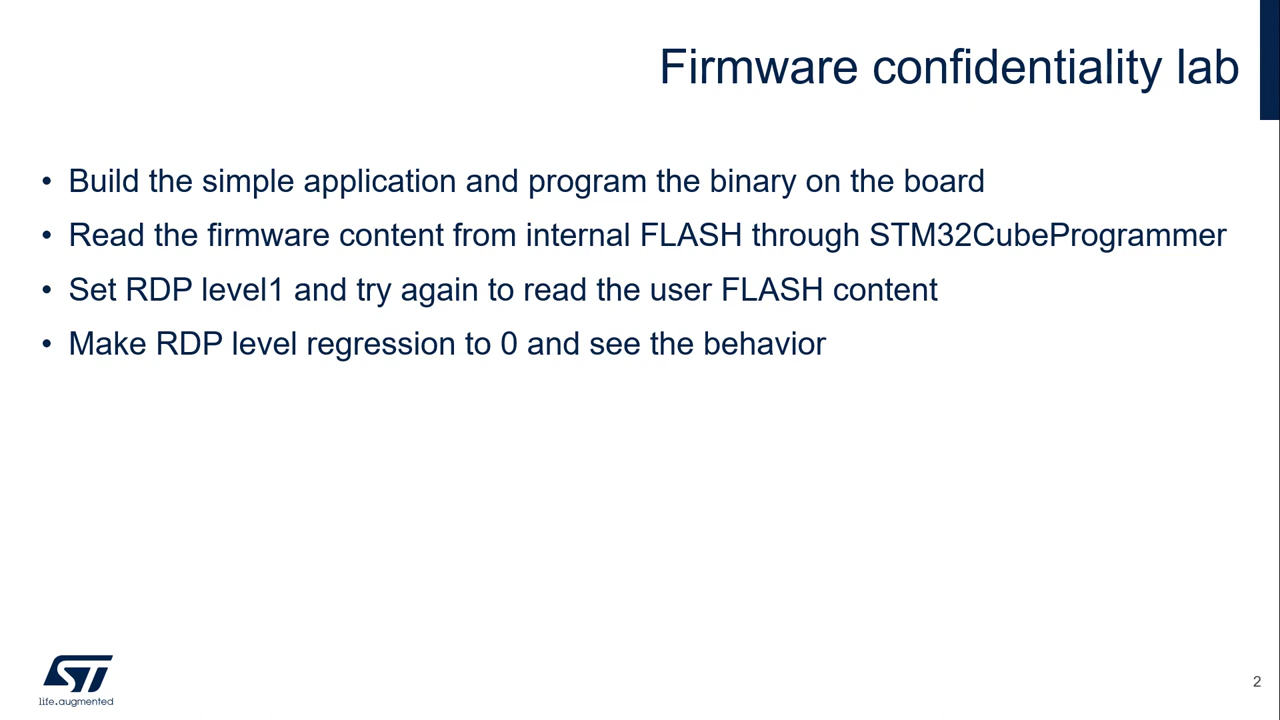 Firmware confidentiality lab
• Build the simple application and program the binary on the board
• Read the firmware content from internal FLASH through STM32CubeProgrammer
• Set RDP level1 and try again to read the user FLASH content
• Make RDP level regression to 0 and see the behavior
ST
life.augmented
2